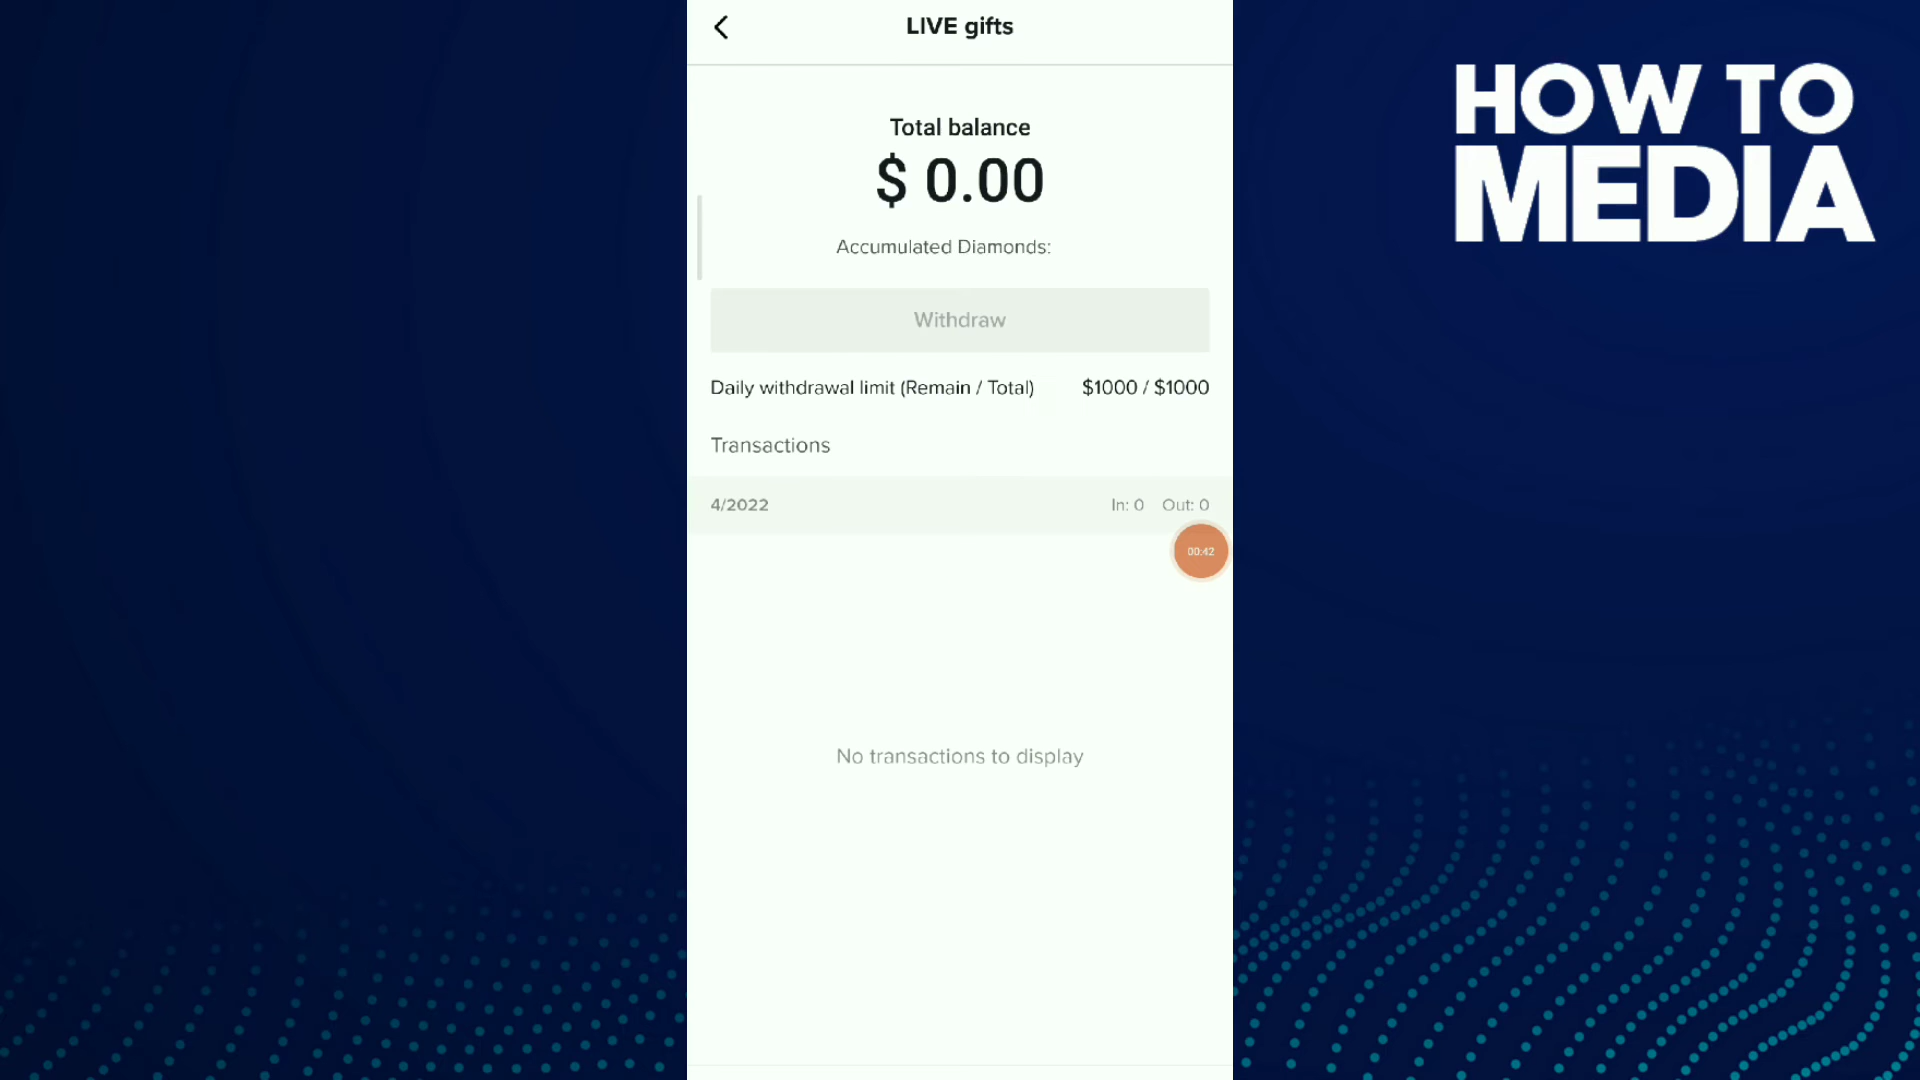 LIVE gifts
HOW TO
MEDIA
Total balance
$ 0.00
Accumulated Diamonds:
Withdraw
Daily withdrawal limit (Remain / Total) $1000 / $1000
Transactions
4/2022 In: 0 Out: 0
00:42
No transactions to display